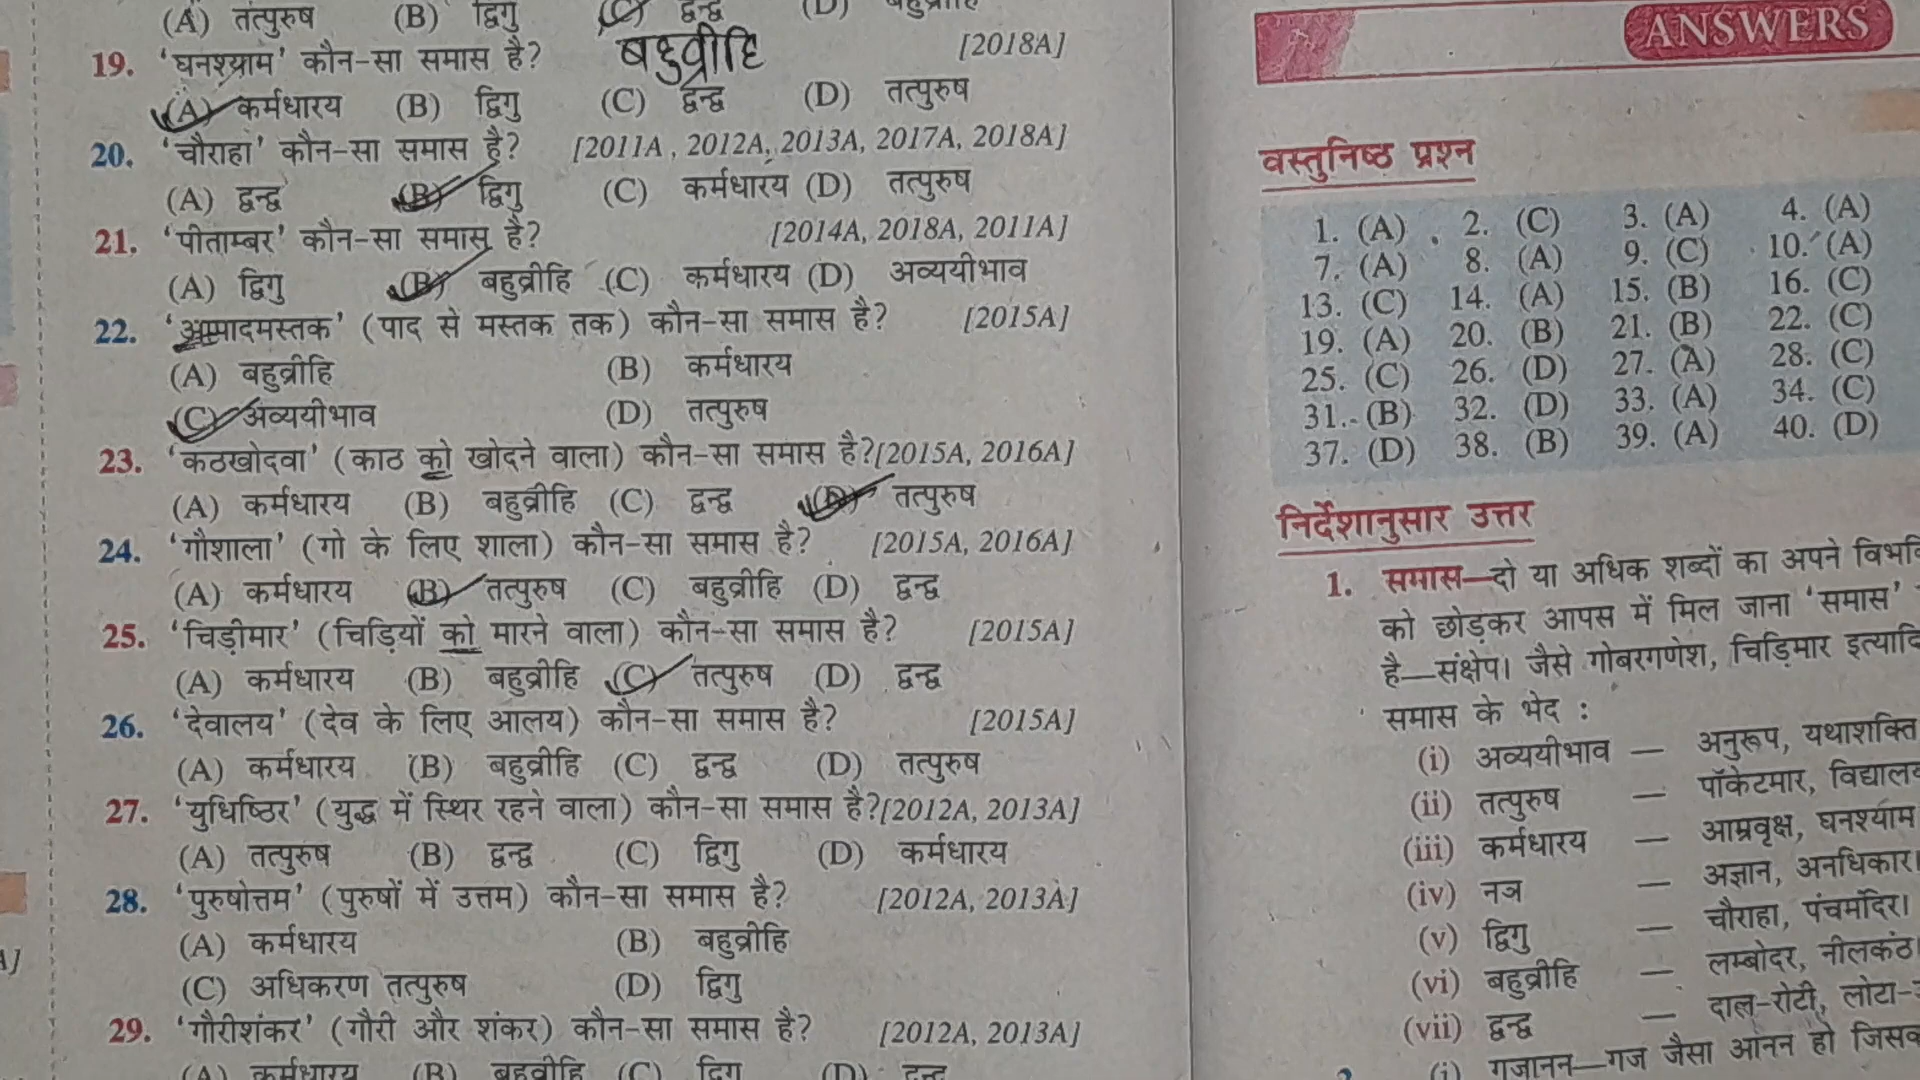 (A) तत्पुरुष (B) द्विगु (C) द्वन्द्व (D) बहुव्रीहि
19. 'घनश्याम' कौन-सा समास है? बहुव्रीहि [2018A]
(A) कर्मधारय (B) द्विगु (C) द्वन्द्व (D) तत्पुरुष
20. 'चौराहा' कौन-सा समास है? [2011A, 2012A, 2013A, 2017A, 2018A]
(A) द्वन्द्व (B) द्विगु (C) कर्मधारय (D) तत्पुरुष
21. 'पीताम्बर' कौन-सा समास है? [2014A, 2018A, 2011A]
(A) द्विगु (B) बहुव्रीहि (C) कर्मधारय (D) अव्ययीभाव
22. (पाद से मस्तक तक) कौन-सा समास है? [2015A]
(A) बहुव्रीहि (B) कर्मधारय
(C) अव्ययीभाव (D) तत्पुरुष
23. 'कठखोदवा' (काठ को खोदने वाला) कौन-सा समास है?[2015A, 2016A]
(A) कर्मधारय (B) बहुव्रीहि (C) द्वन्द्व (D) तत्पुरुष
24. 'गौशाला' (गो के लिए शाला) कौन-सा समास है? [2015A, 2016A]
(A) कर्मधारय (B) तत्पुरुष (C) बहुव्रीहि (D) द्वन्द्व
25. 'चिड़ीमार' (चिड़ियों को मारने वाला) कौन-सा समास है? [2015A]
(A) कर्मधारय (B) बहुव्रीहि (C) तत्पुरुष (D) द्वन्द्व
26. 'देवालय' (देव के लिए आलय) कौन-सा समास है? [2015A]
(A) कर्मधारय (B) बहुव्रीहि (C) द्वन्द्व (D) तत्पुरुष
27. 'युधिष्ठिर' (युद्ध में स्थिर रहने वाला) कौन-सा समास है?[2012A, 2013A]
(A) तत्पुरुष (B) द्वन्द्व (C) द्विगु (D) कर्मधारय
28. 'पुरुषोत्तम' (पुरुषों में उत्तम) कौन-सा समास है? [2012A, 2013A]
(A) कर्मधारय (B) बहुव्रीहि
(C) अधिकरण तत्पुरुष (D) द्विगु
29. 'गौरीशंकर' (गौरी और शंकर) कौन-सा समास है? [2012A, 2013A]
(A) कर्मधारय (B) बहुव्रीहि (C) द्विगु (D) द्वन्द्व
ANSWERS
वस्तुनिष्ठ प्रश्न
1. (A) 2. (C) 3. (A) 4. (A)
7. (A) 8. (A) 9. (C) 10. (A)
13. (C) 14. (A) 15. (B) 16. (C)
19. (A) 20. (B) 21. (B) 22. (C)
25. (C) 26. (D) 27. (A) 28. (C)
31. (B) 32. (D) 33. (A) 34. (C)
37. (D) 38. (B) 39. (A) 40. (D)
निर्देशानुसार उत्तर
1. समास—दो या अधिक शब्दों का अपने
को छोड़कर आपस में मिल जाना 'समास'
है—संक्षेप। जैसे गोबरगणेश, चिड़िमार
समास के भेद :
(i) अव्ययीभाव — अनुरूप, यथाशक्ति
(ii) तत्पुरुष — पॉकेटमार,
(iii) कर्मधारय — आम्रवृक्ष, घनश्याम
(iv) नञ — अज्ञान, अनधिकार।
(v) द्विगु — चौराहा, पंचमंदिर।
(vi) बहुव्रीहि — लम्बोदर, नीलकंठ।
(vii) द्वन्द्व — दाल-रोटी,
(i) गजानन—गज जैसा आनन हो